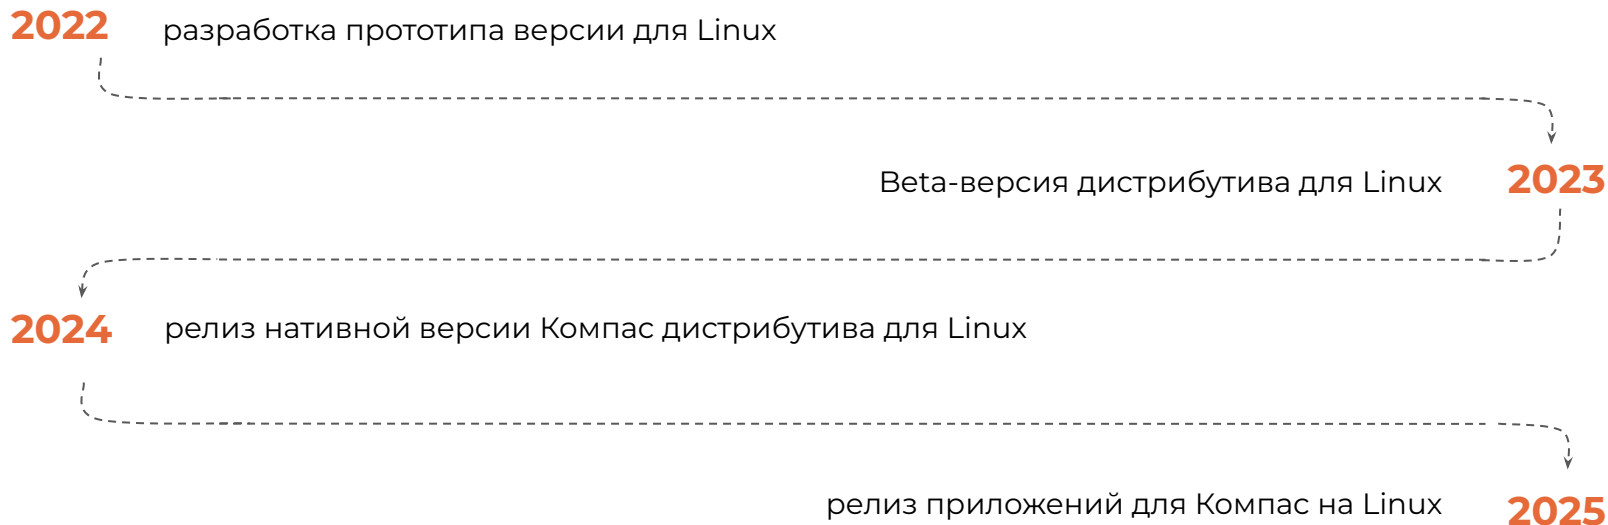 2022 разработка прототипа версии для Linux
Beta-версия дистрибутива для Linux 2023
2024 релиз нативной версии Компас дистрибутива для Linux
релиз приложений для Компас на Linux 2025